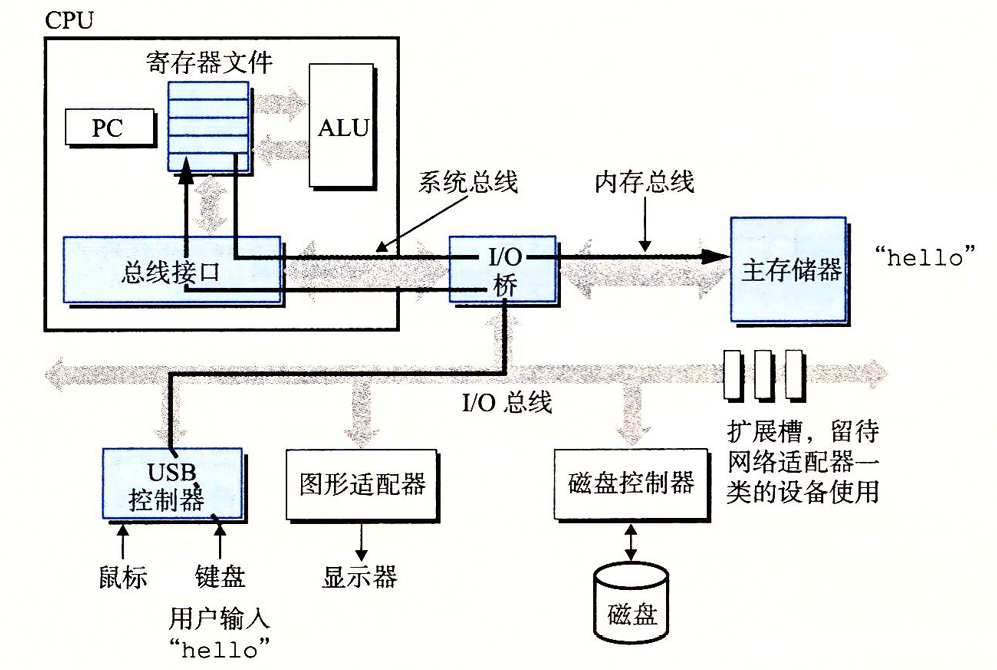 CPU
寄存器文件
PC
ALU
系统总线
内存总线
总线接口
I/O
桥
主存储器
“hello”
I/O 总线
扩展槽，留待
网络适配器一
类的设备使用
USB
控制器
图形适配器
磁盘控制器
鼠标
键盘
显示器
磁盘
用户输入
“hello”